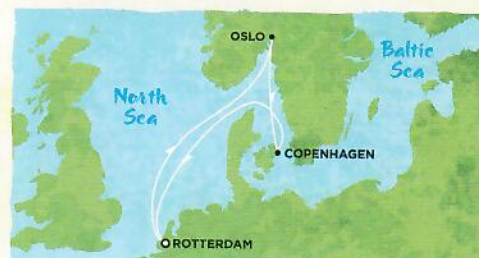 OSLO
Baltic
Sea
North
Sea
COPENHAGEN
ROTTERDAM